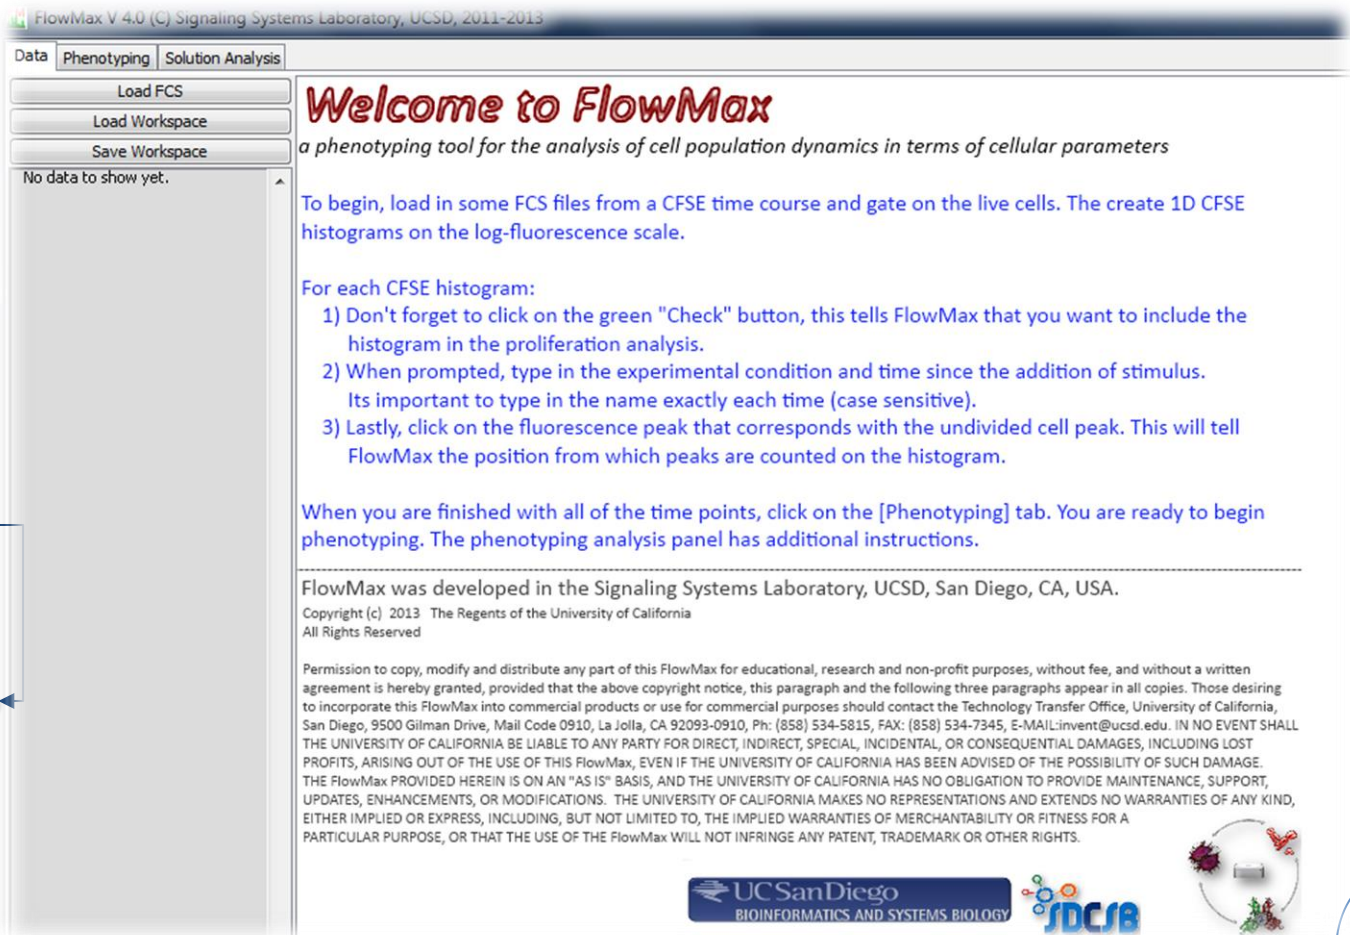 FlowMax V 4.0 (C) Signaling Systems Laboratory, UCSD, 2011-2013
Data Phenotyping Solution Analysis
Load FCS
Load Workspace
Save Workspace
No data to show yet.
Welcome to FlowMax
a phenotyping tool for the analysis of cell population dynamics in terms of cellular parameters
To begin, load in some FCS files from a CFSE time course and gate on the live cells. The create 1D CFSE
histograms on the log-fluorescence scale.
For each CFSE histogram:
1) Don't forget to click on the green "Check" button, this tells FlowMax that you want to include the
histogram in the proliferation analysis.
2) When prompted, type in the experimental condition and time since the addition of stimulus.
Its important to type in the name exactly each time (case sensitive).
3) Lastly, click on the fluorescence peak that corresponds with the undivided cell peak. This will tell
FlowMax the position from which peaks are counted on the histogram.
When you are finished with all of the time points, click on the [Phenotyping] tab. You are ready to begin
phenotyping. The phenotyping analysis panel has additional instructions.
FlowMax was developed in the Signaling Systems Laboratory, UCSD, San Diego, CA, USA.
Copyright (c) 2013 The Regents of the University of California
All Rights Reserved
Permission to copy, modify and distribute any part of this FlowMax for educational, research and non-profit purposes, without fee, and without a written
agreement is hereby granted, provided that the above copyright notice, this paragraph and the following three paragraphs appear in all copies. Those desiring
to incorporate this FlowMax into commercial products or use for commercial purposes should contact the Technology Transfer Office, University of California,
San Diego, 9500 Gilman Drive, Mail Code 0910, La Jolla, CA 92093-0910, Ph: (858) 534-5815, FAX: (858) 534-7345, E-MAIL:invent@ucsd.edu. IN NO EVENT SHALL
THE UNIVERSITY OF CALIFORNIA BE LIABLE TO ANY PARTY FOR DIRECT, INDIRECT, SPECIAL, INCIDENTAL, OR CONSEQUENTIAL DAMAGES, INCLUDING LOST
PROFITS, ARISING OUT OF THE USE OF THIS FlowMax, EVEN IF THE UNIVERSITY OF CALIFORNIA HAS BEEN ADVISED OF THE POSSIBILITY OF SUCH DAMAGE.
THE FlowMax PROVIDED HEREIN IS ON AN "AS IS" BASIS, AND THE UNIVERSITY OF CALIFORNIA HAS NO OBLIGATION TO PROVIDE MAINTENANCE, SUPPORT,
UPDATES, ENHANCEMENTS, OR MODIFICATIONS. THE UNIVERSITY OF CALIFORNIA MAKES NO REPRESENTATIONS AND EXTENDS NO WARRANTIES OF ANY KIND,
EITHER IMPLIED OR EXPRESS, INCLUDING, BUT NOT LIMITED TO, THE IMPLIED WARRANTIES OF MERCHANTABILITY OR FITNESS FOR A
PARTICULAR PURPOSE, OR THAT THE USE OF THE FlowMax WILL NOT INFRINGE ANY PATENT, TRADEMARK OR OTHER RIGHTS.
UC San Diego
BIOINFORMATICS AND SYSTEMS BIOLOGY
SDCSB